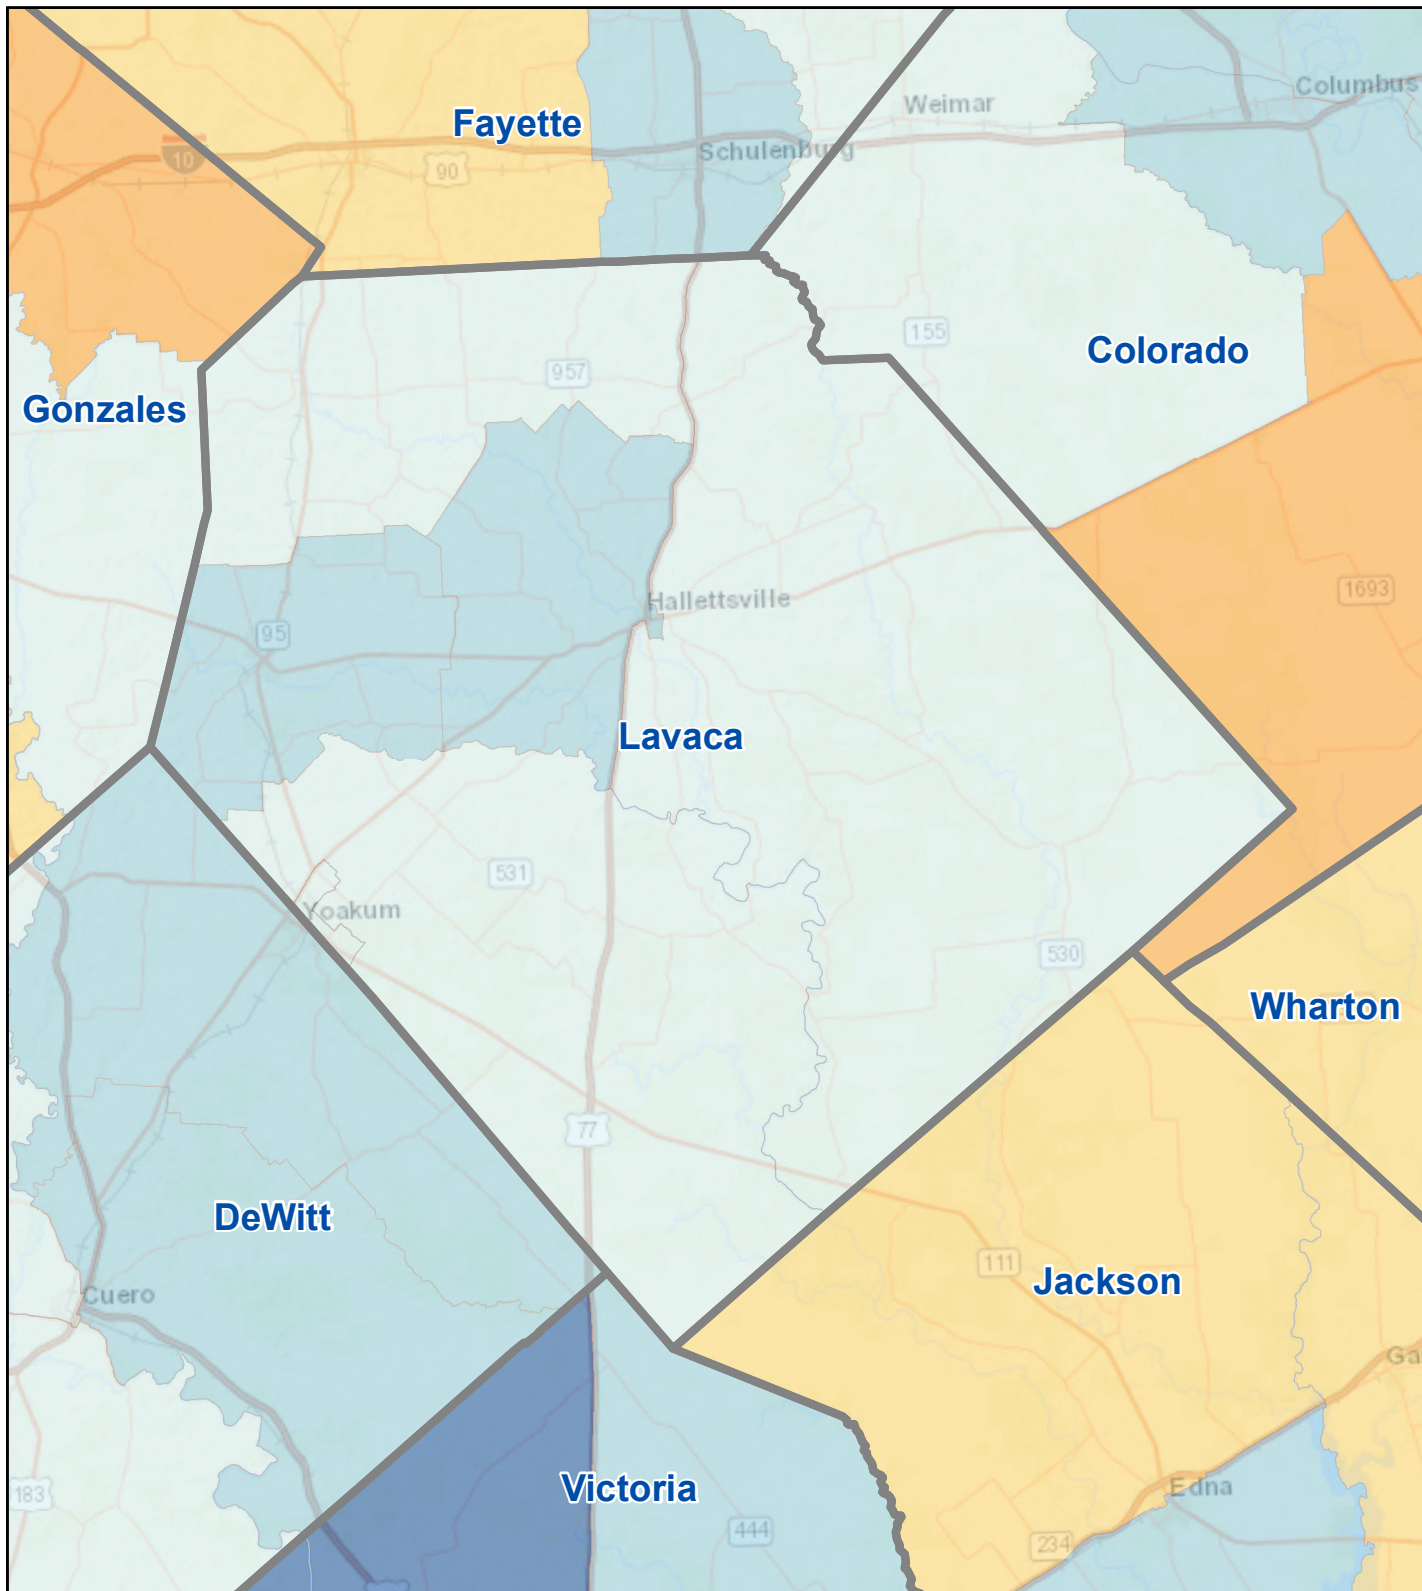 Columbus
Weimar
Fayette
Schulenburg
10
90
155
Colorado
957
Gonzales
1693
Hallettsville
95
Lavaca
531
Yoakum
530
Wharton
77
DeWitt
111
Jackson
Cuero
Ga
Edna
Victoria
183
444
234